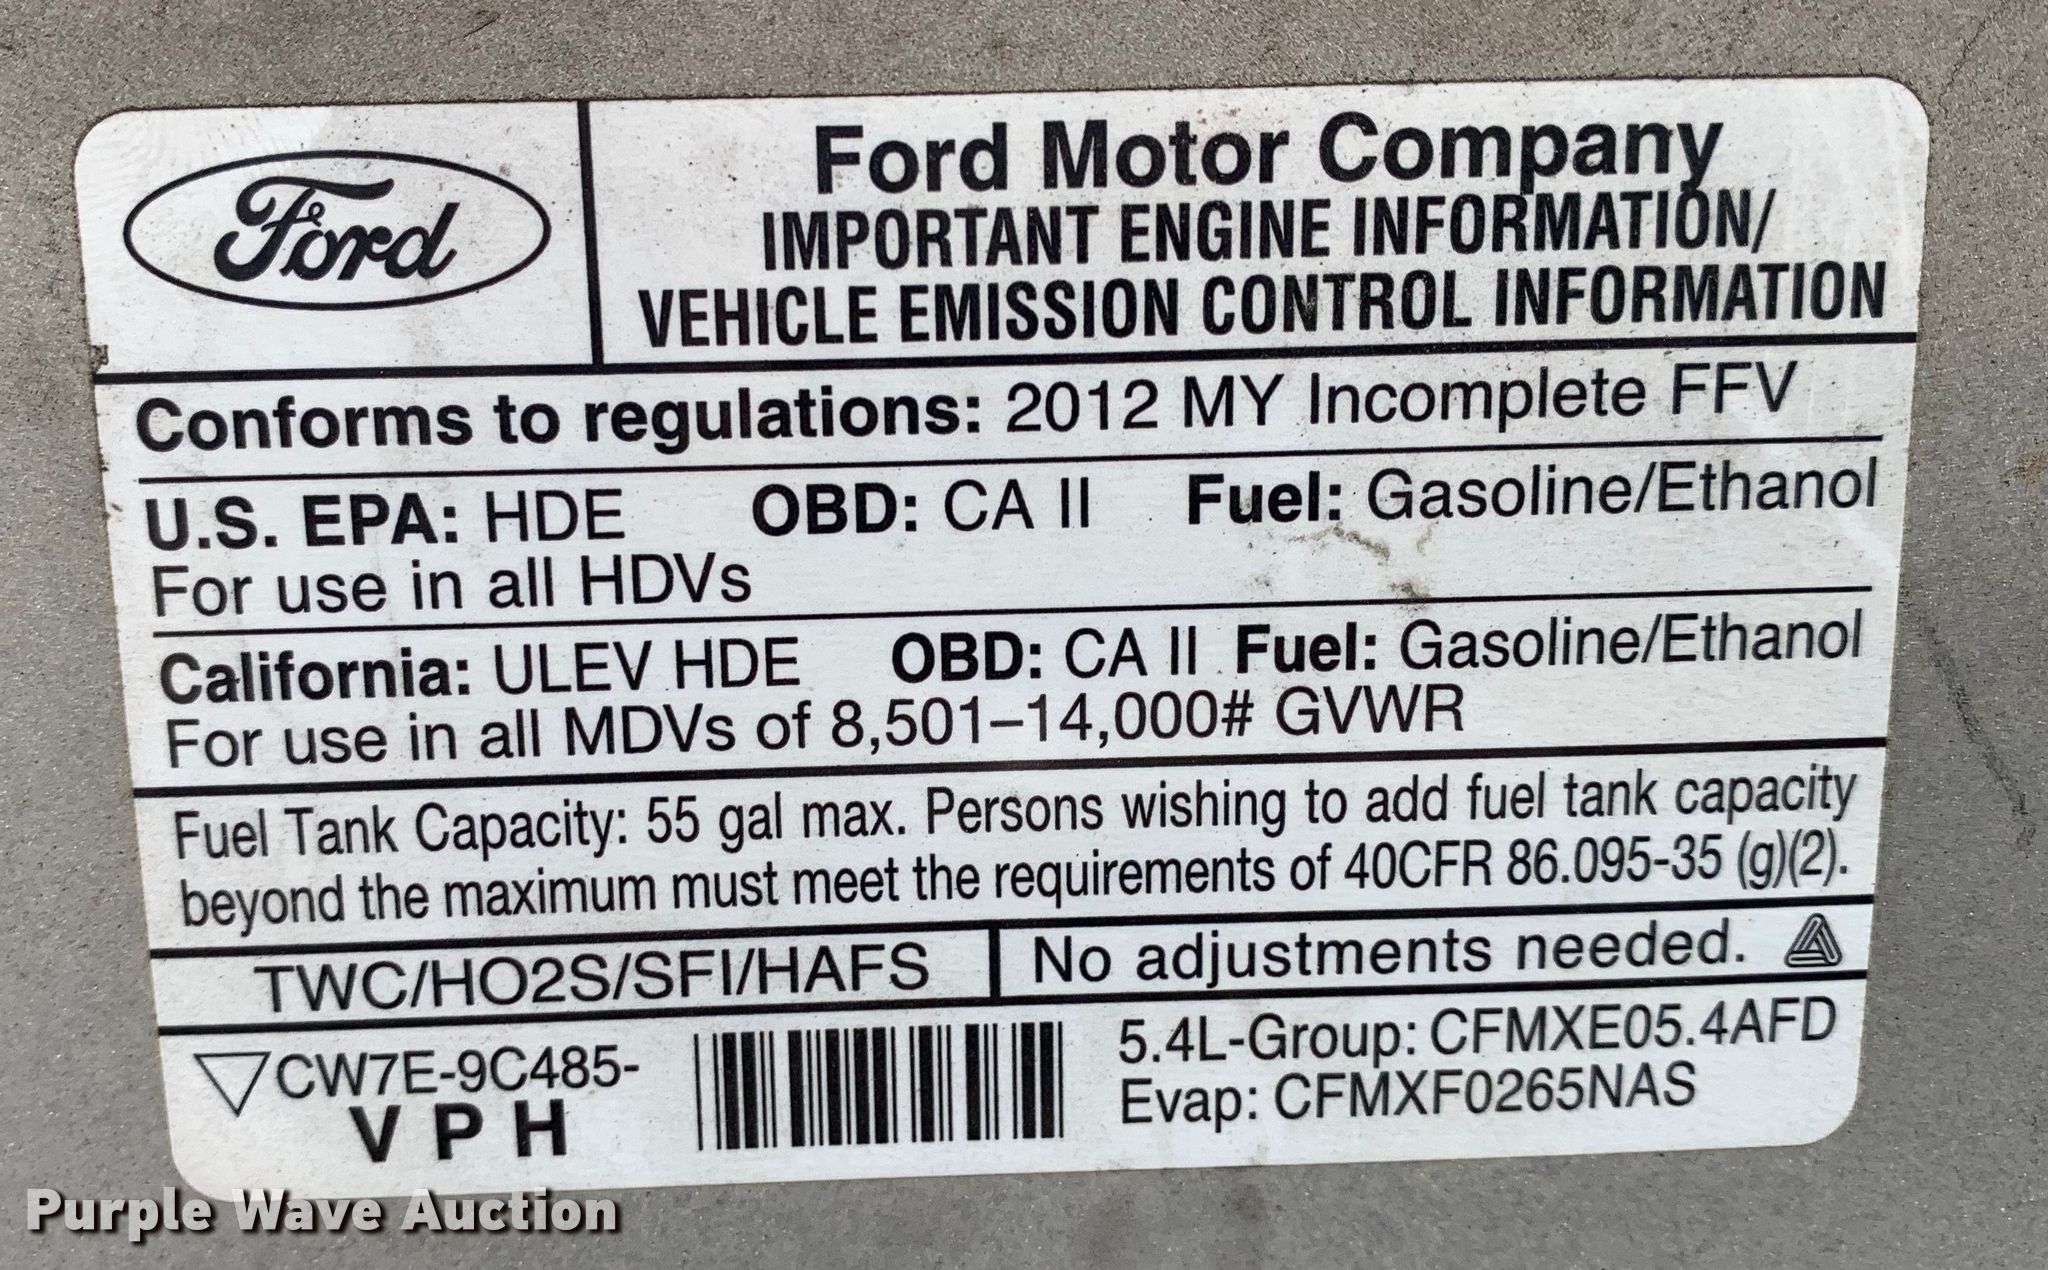 Ford
Ford Motor Company
IMPORTANT ENGINE INFORMATION/
VEHICLE EMISSION CONTROL INFORMATION
Conforms to regulations: 2012 MY Incomplete FFV
U.S. EPA: HDE OBD: CA II Fuel: Gasoline/Ethanol
For use in all HDVs
California: ULEV HDE OBD: CA II Fuel: Gasoline/Ethanol
For use in all MDVs of 8,501–14,000# GVWR
Fuel Tank Capacity: 55 gal max. Persons wishing to add fuel tank capacity
beyond the maximum must meet the requirements of 40CFR 86.095-35 (g)(2).
TWC/HO2S/SFI/HAFS
No adjustments needed.
CW7E-9C485-
V P H
5.4L-Group: CFMXE05.4AFD
Evap: CFMXF0265NAS
Purple Wave Auction